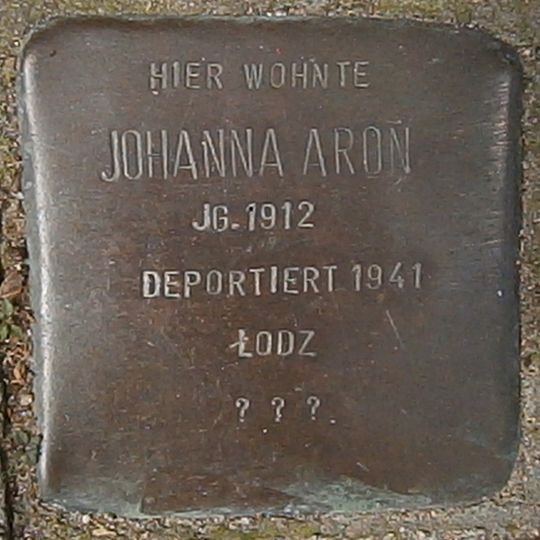 HIER WOHNTE
JOHANNA ARON
JG. 1912
DEPORTIERT 1941
ŁODZ
? ? ?